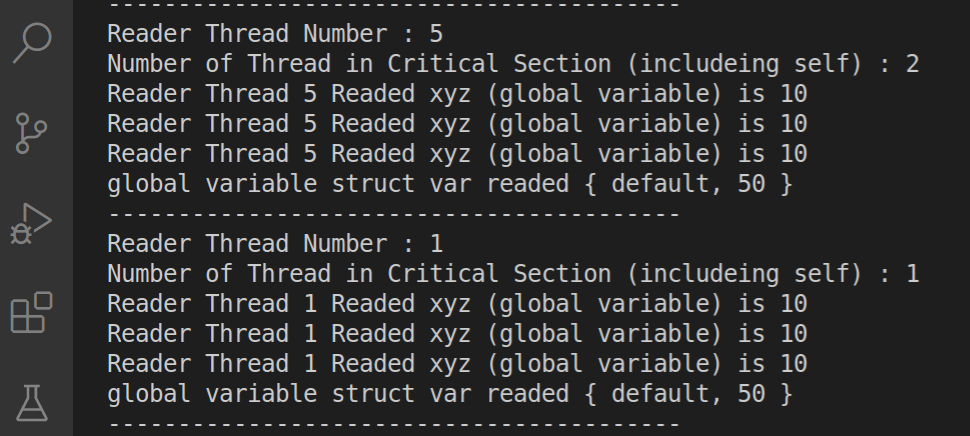 -----------------------------------------
Reader Thread Number : 5
Number of Thread in Critical Section (includeing self) : 2
Reader Thread 5 Readed xyz (global variable) is 10
Reader Thread 5 Readed xyz (global variable) is 10
Reader Thread 5 Readed xyz (global variable) is 10
global variable struct var readed { default, 50 }
-----------------------------------------
Reader Thread Number : 1
Number of Thread in Critical Section (includeing self) : 1
Reader Thread 1 Readed xyz (global variable) is 10
Reader Thread 1 Readed xyz (global variable) is 10
Reader Thread 1 Readed xyz (global variable) is 10
global variable struct var readed { default, 50 }
-----------------------------------------